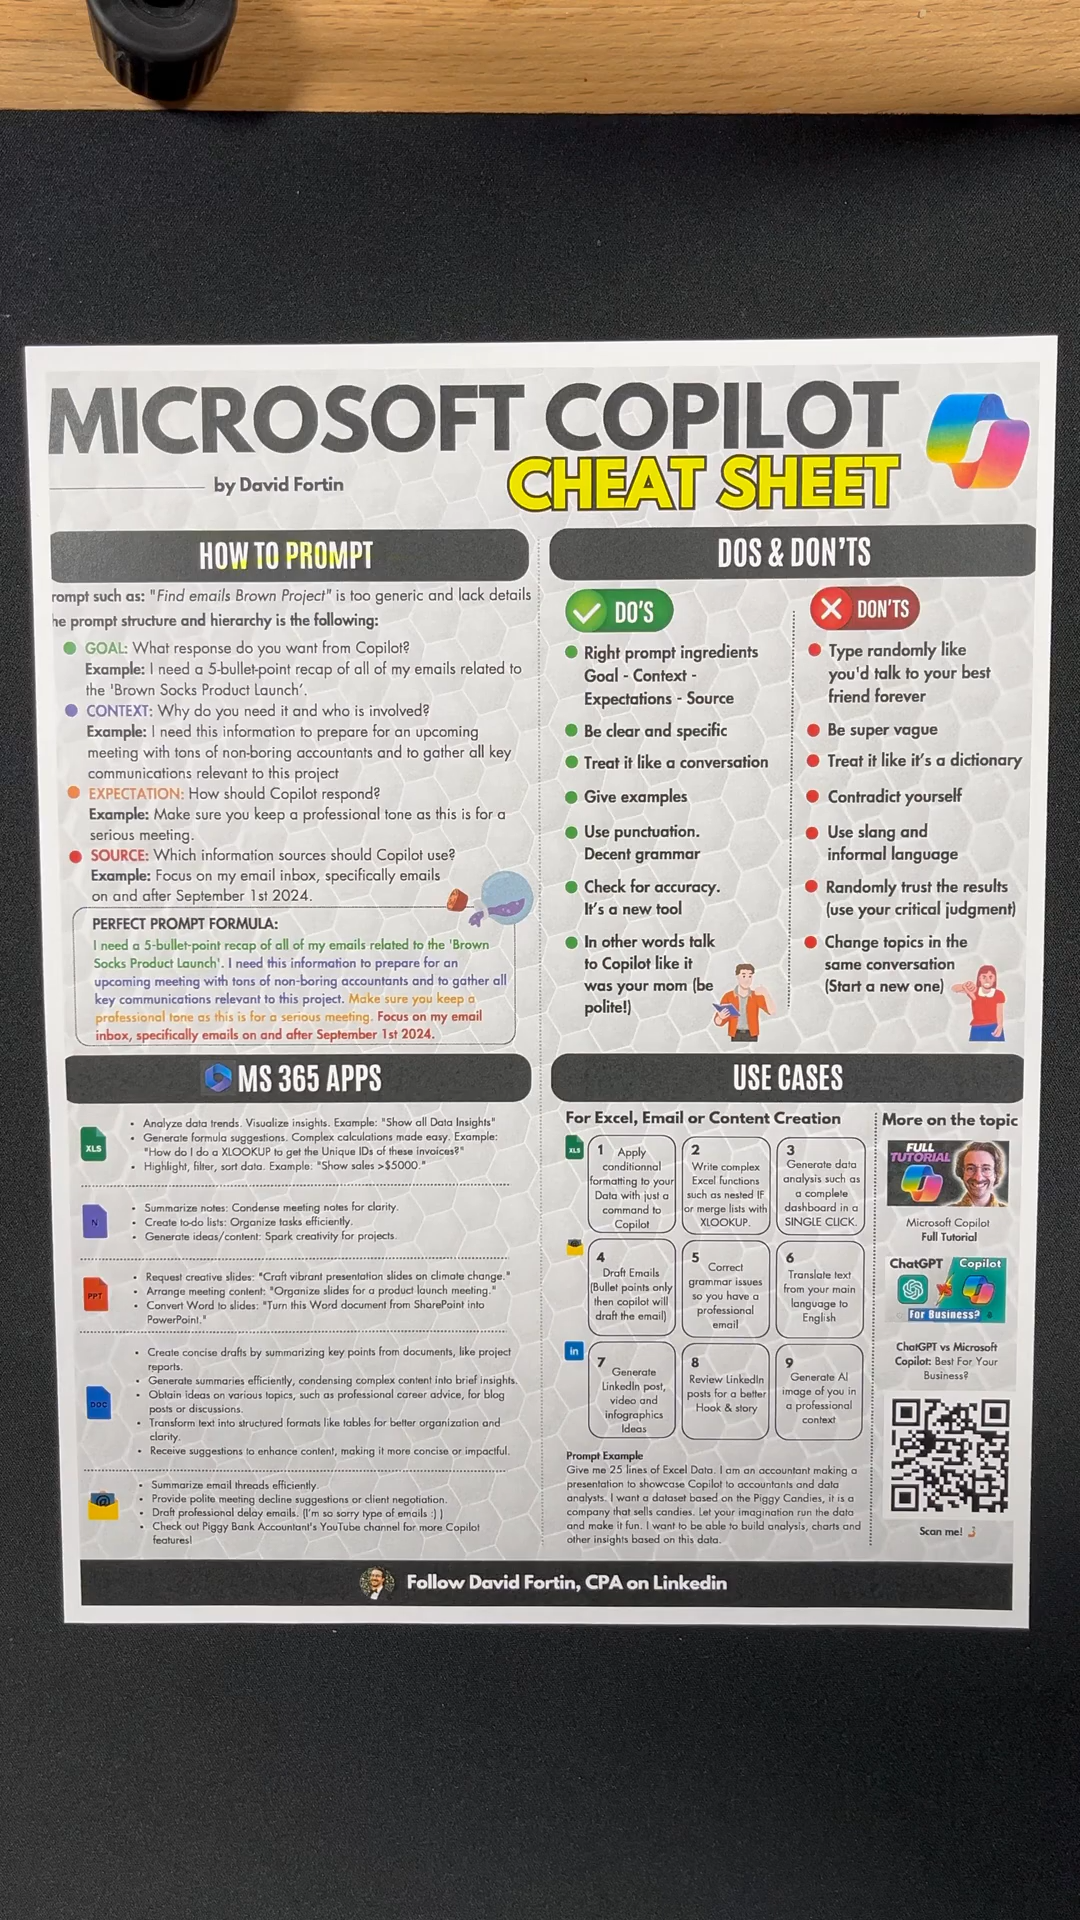 MICROSOFT COPILOT
by David Fortin
CHEAT SHEET
HOW TO PROMPT
rompt such as: "Find emails Brown Project" is too generic and lack details
he prompt structure and hierarchy is the following:
GOAL: What response do you want from Copilot?
Example: I need a 5-bullet-point recap of all of my emails related to
the 'Brown Socks Product Launch'.
CONTEXT: Why do you need it and who is involved?
Example: I need this information to prepare for an upcoming
meeting with tons of non-boring accountants and to gather all key
communications relevant to this project
EXPECTATION: How should Copilot respond?
Example: Make sure you keep a professional tone as this is for a
serious meeting.
SOURCE: Which information sources should Copilot use?
Example: Focus on my email inbox, specifically emails
on and after September 1st 2024.
PERFECT PROMPT FORMULA:
I need a 5-bullet-point recap of all of my emails related to the 'Brown
Socks Product Launch'. I need this information to prepare for an
upcoming meeting with tons of non-boring accountants and to gather all
key communications relevant to this project. Make sure you keep a
professional tone as this is for a serious meeting. Focus on my email
inbox, specifically emails on and after September 1st 2024.
DOS & DON'TS
DO'S
Right prompt ingredients
Goal - Context -
Expectations - Source
Be clear and specific
Treat it like a conversation
Give examples
Use punctuation.
Decent grammar
Check for accuracy.
It's a new tool
In other words talk
to Copilot like it
was your mom (be
polite!)
DON'TS
Type randomly like
you'd talk to your best
friend forever
Be super vague
Treat it like it's a dictionary
Contradict yourself
Use slang and
informal language
Randomly trust the results
(use your critical judgment)
Change topics in the
same conversation
(Start a new one)
MS 365 APPS
XLS
• Analyze data trends. Visualize insights. Example: "Show all Data Insights"
• Generate formula suggestions. Complex calculations made easy. Example:
"How do I do a XLOOKUP to get the Unique IDs of these invoices?"
• Highlight, filter, sort data. Example: "Show sales >$5000."
N
• Summarize notes: Condense meeting notes for clarity.
• Create to-do lists: Organize tasks efficiently.
• Generate ideas/content: Spark creativity for projects.
PPT
• Request creative slides: "Craft vibrant presentation slides on climate change."
• Arrange meeting content: "Organize slides for a product launch meeting."
• Convert Word to slides: "Turn this Word document from SharePoint into
PowerPoint."
DOC
• Create concise drafts by summarizing key points from documents, like project
reports.
• Generate summaries efficiently, condensing complex content into brief insights.
• Obtain ideas on various topics, such as professional career advice, for blog
posts or discussions.
• Transform text into structured formats like tables for better organization and
clarity.
• Receive suggestions to enhance content, making it more concise or impactful.
@
• Summarize email threads efficiently.
• Provide polite meeting decline suggestions or client negotiation.
• Draft professional delay emails. (I'm so sorry type of emails :) )
• Check out Piggy Bank Accountant's YouTube channel for more Copilot
features!
USE CASES
For Excel, Email or Content Creation
XLS
1 Apply
conditionnal
formatting to your
Data with just a
command to
Copilot
2
Write complex
Excel functions
such as nested IF
or merge lists with
XLOOKUP.
3
Generate data
analysis such as
a complete
dashboard in a
SINGLE CLICK.
4
Draft Emails
(Bullet points only
then copilot will
draft the email)
5
Correct
grammar issues
so you have a
professional
email
6
Translate text
from your main
language to
English
in
7
Generate
LinkedIn post,
video and
infographics
Ideas
8
Review LinkedIn
posts for a better
Hook & story
9
Generate AI
image of you in
a professional
context
Prompt Example
Give me 25 lines of Excel Data. I am an accountant making a
presentation to showcase Copilot to accountants and data
analysts. I want a dataset based on the Piggy Candies, it is a
company that sells candies. Let your imagination run the data
and make it fun. I want to be able to build analysis, charts and
other insights based on this data.
More on the topic
FULL
TUTORIAL
Microsoft Copilot
Full Tutorial
ChatGPT Copilot
For Business?
ChatGPT vs Microsoft
Copilot: Best For Your
Business?
Scan me!
Follow David Fortin, CPA on Linkedin